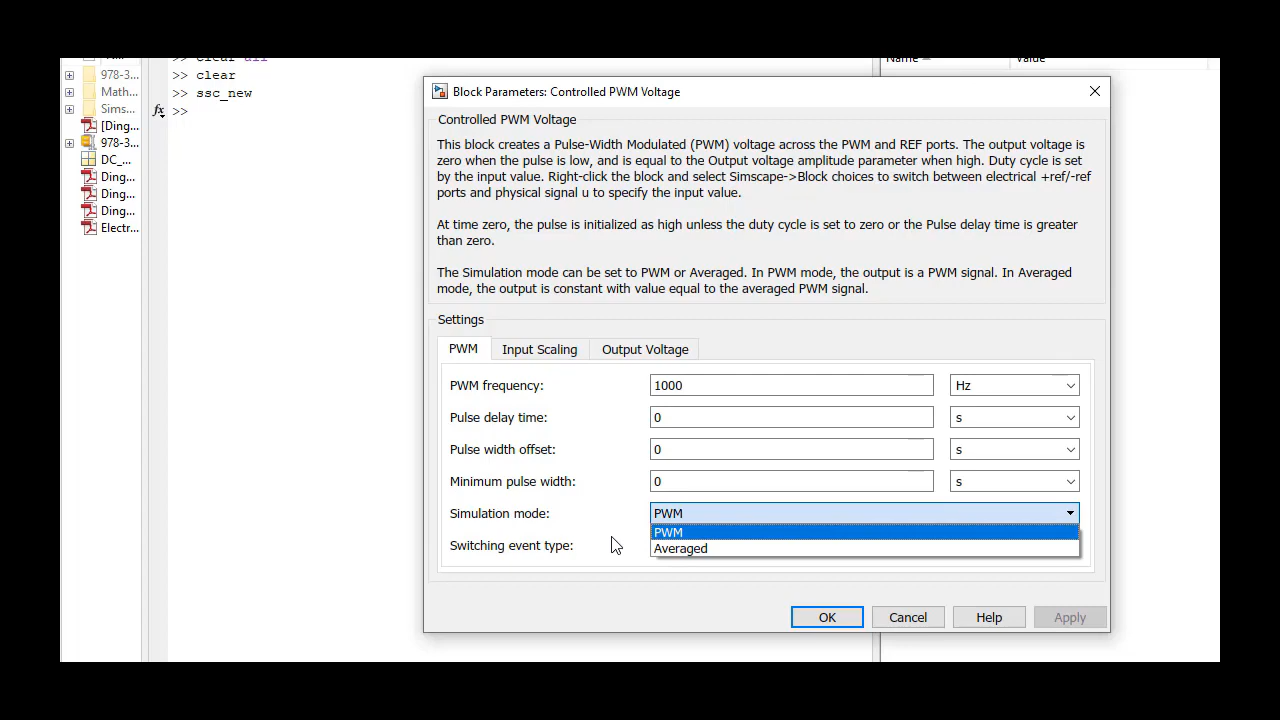 >> clear all
Name
Value
>> clear
>> ssc_new
fx >>
978-3...
Math...
Sims...
[Ding...
978-3...
DC_...
Ding...
Ding...
Ding...
Electr...
Block Parameters: Controlled PWM Voltage
Controlled PWM Voltage
This block creates a Pulse-Width Modulated (PWM) voltage across the PWM and REF ports. The output voltage is
zero when the pulse is low, and is equal to the Output voltage amplitude parameter when high. Duty cycle is set
by the input value. Right-click the block and select Simscape->Block choices to switch between electrical +ref/-ref
ports and physical signal u to specify the input value.
At time zero, the pulse is initialized as high unless the duty cycle is set to zero or the Pulse delay time is greater
than zero.
The Simulation mode can be set to PWM or Averaged. In PWM mode, the output is a PWM signal. In Averaged
mode, the output is constant with value equal to the averaged PWM signal.
Settings
PWM Input Scaling Output Voltage
PWM frequency: 1000 Hz
Pulse delay time: 0 s
Pulse width offset: 0 s
Minimum pulse width: 0 s
Simulation mode: PWM
PWM
Averaged
Switching event type:
OK Cancel Help Apply